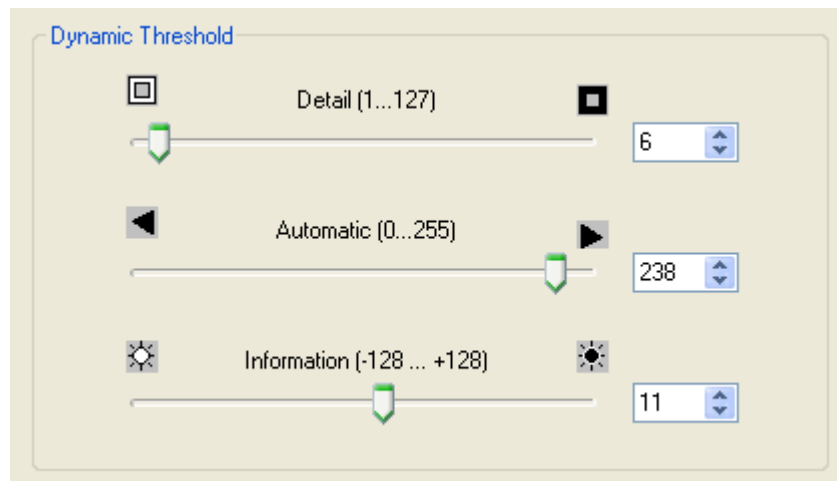 Dynamic Threshold
Detail (1...127)
6
Automatic (0...255)
238
Information (-128 ... +128)
11